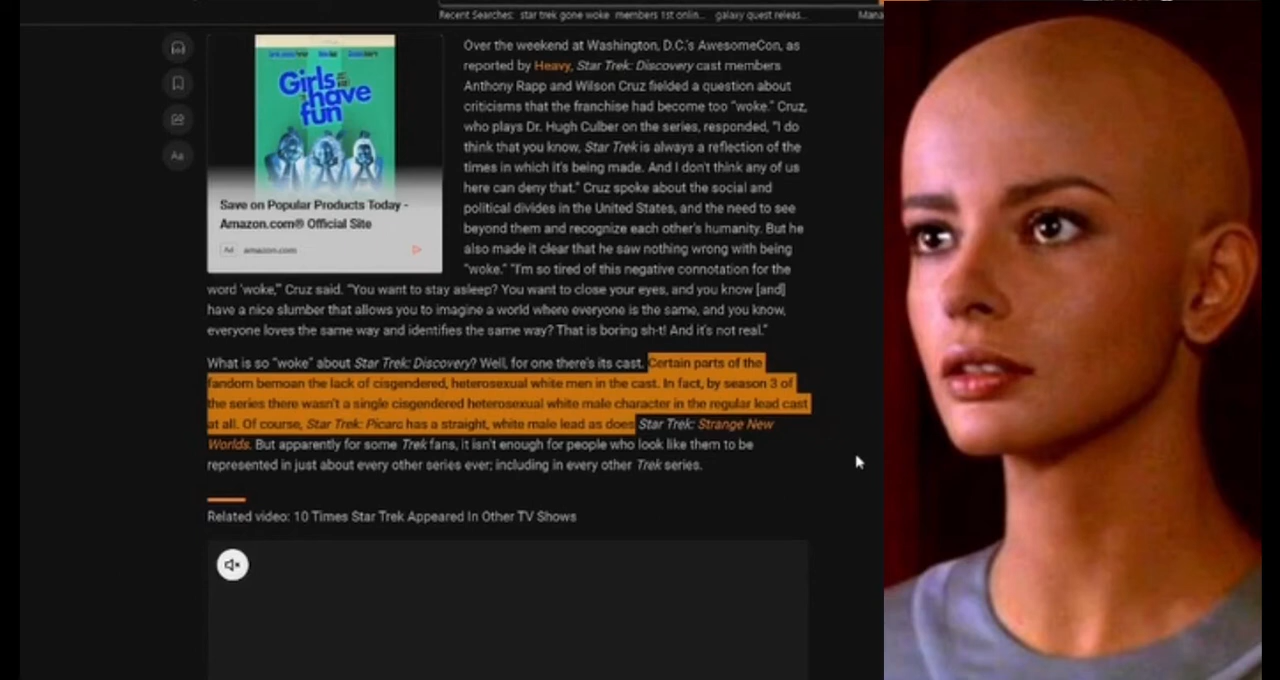 Recent Searches: star trek gone woke members 1st onlin... galaxy quest releas... Mana
Over the weekend at Washington, D.C.'s AwesomeCon, as
reported by Heavy, Star Trek: Discovery cast members
Anthony Rapp and Wilson Cruz fielded a question about
criticisms that the franchise had become too "woke." Cruz,
who plays Dr. Hugh Culber on the series, responded, "I do
think that you know, Star Trek is always a reflection of the
times in which it's being made. And I don't think any of us
here can deny that." Cruz spoke about the social and
political divides in the United States, and the need to see
beyond them and recognize each other's humanity. But he
also made it clear that he saw nothing wrong with being
"woke." "I'm so tired of this negative connotation for the
word 'woke,'" Cruz said. "You want to stay asleep? You want to close your eyes, and you know [and]
have a nice slumber that allows you to imagine a world where everyone is the same, and you know,
everyone loves the same way and identifies the same way? That is boring sh-t! And it's not real."
Girls
have
fun
Save on Popular Products Today -
Amazon.com® Official Site
Ad amazon.com
Aa
What is so "woke" about Star Trek: Discovery? Well, for one there's its cast. Certain parts of the
fandom bemoan the lack of cisgendered, heterosexual white men in the cast. In fact, by season 3 of
the series there wasn't a single cisgendered heterosexual white male character in the regular lead cast
at all. Of course, Star Trek: Picard has a straight, white male lead as does Star Trek: Strange New
Worlds. But apparently for some Trek fans, it isn't enough for people who look like them to be
represented in just about every other series ever; including in every other Trek series.
Related video: 10 Times Star Trek Appeared In Other TV Shows